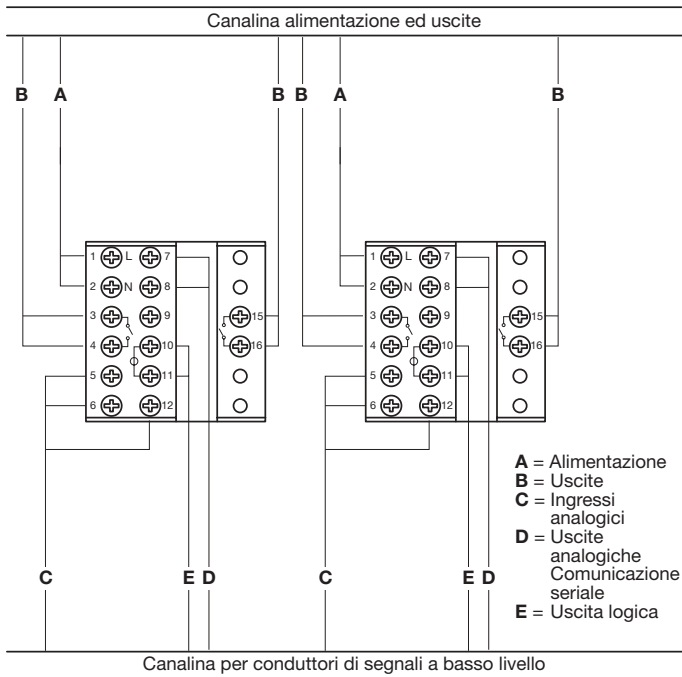 Canalina alimentazione ed uscite
B A B B A B
1 L 7 1 L 7
2 N 8 2 N 8
3 9 15 3 9 15
4 10 16 4 10 16
5 11 5 11
6 12 6 12
A = Alimentazione
B = Uscite
C = Ingressi
analogici
D = Uscite
analogiche
Comunicazione
seriale
E = Uscita logica
C E D C E D
Canalina per conduttori di segnali a basso livello